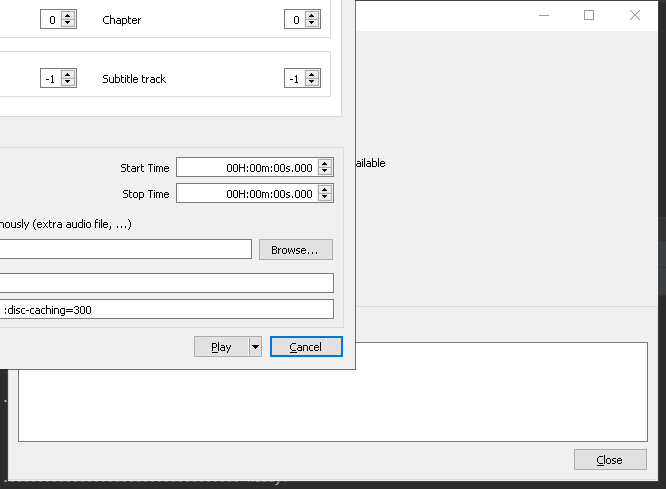 0 Chapter 0
-1 Subtitle track -1
ailable
Start Time 00H:00m:00s.000
Stop Time 00H:00m:00s.000
nously (extra audio file, ...)
Browse...
:disc-caching=300
Play Cancel
Close